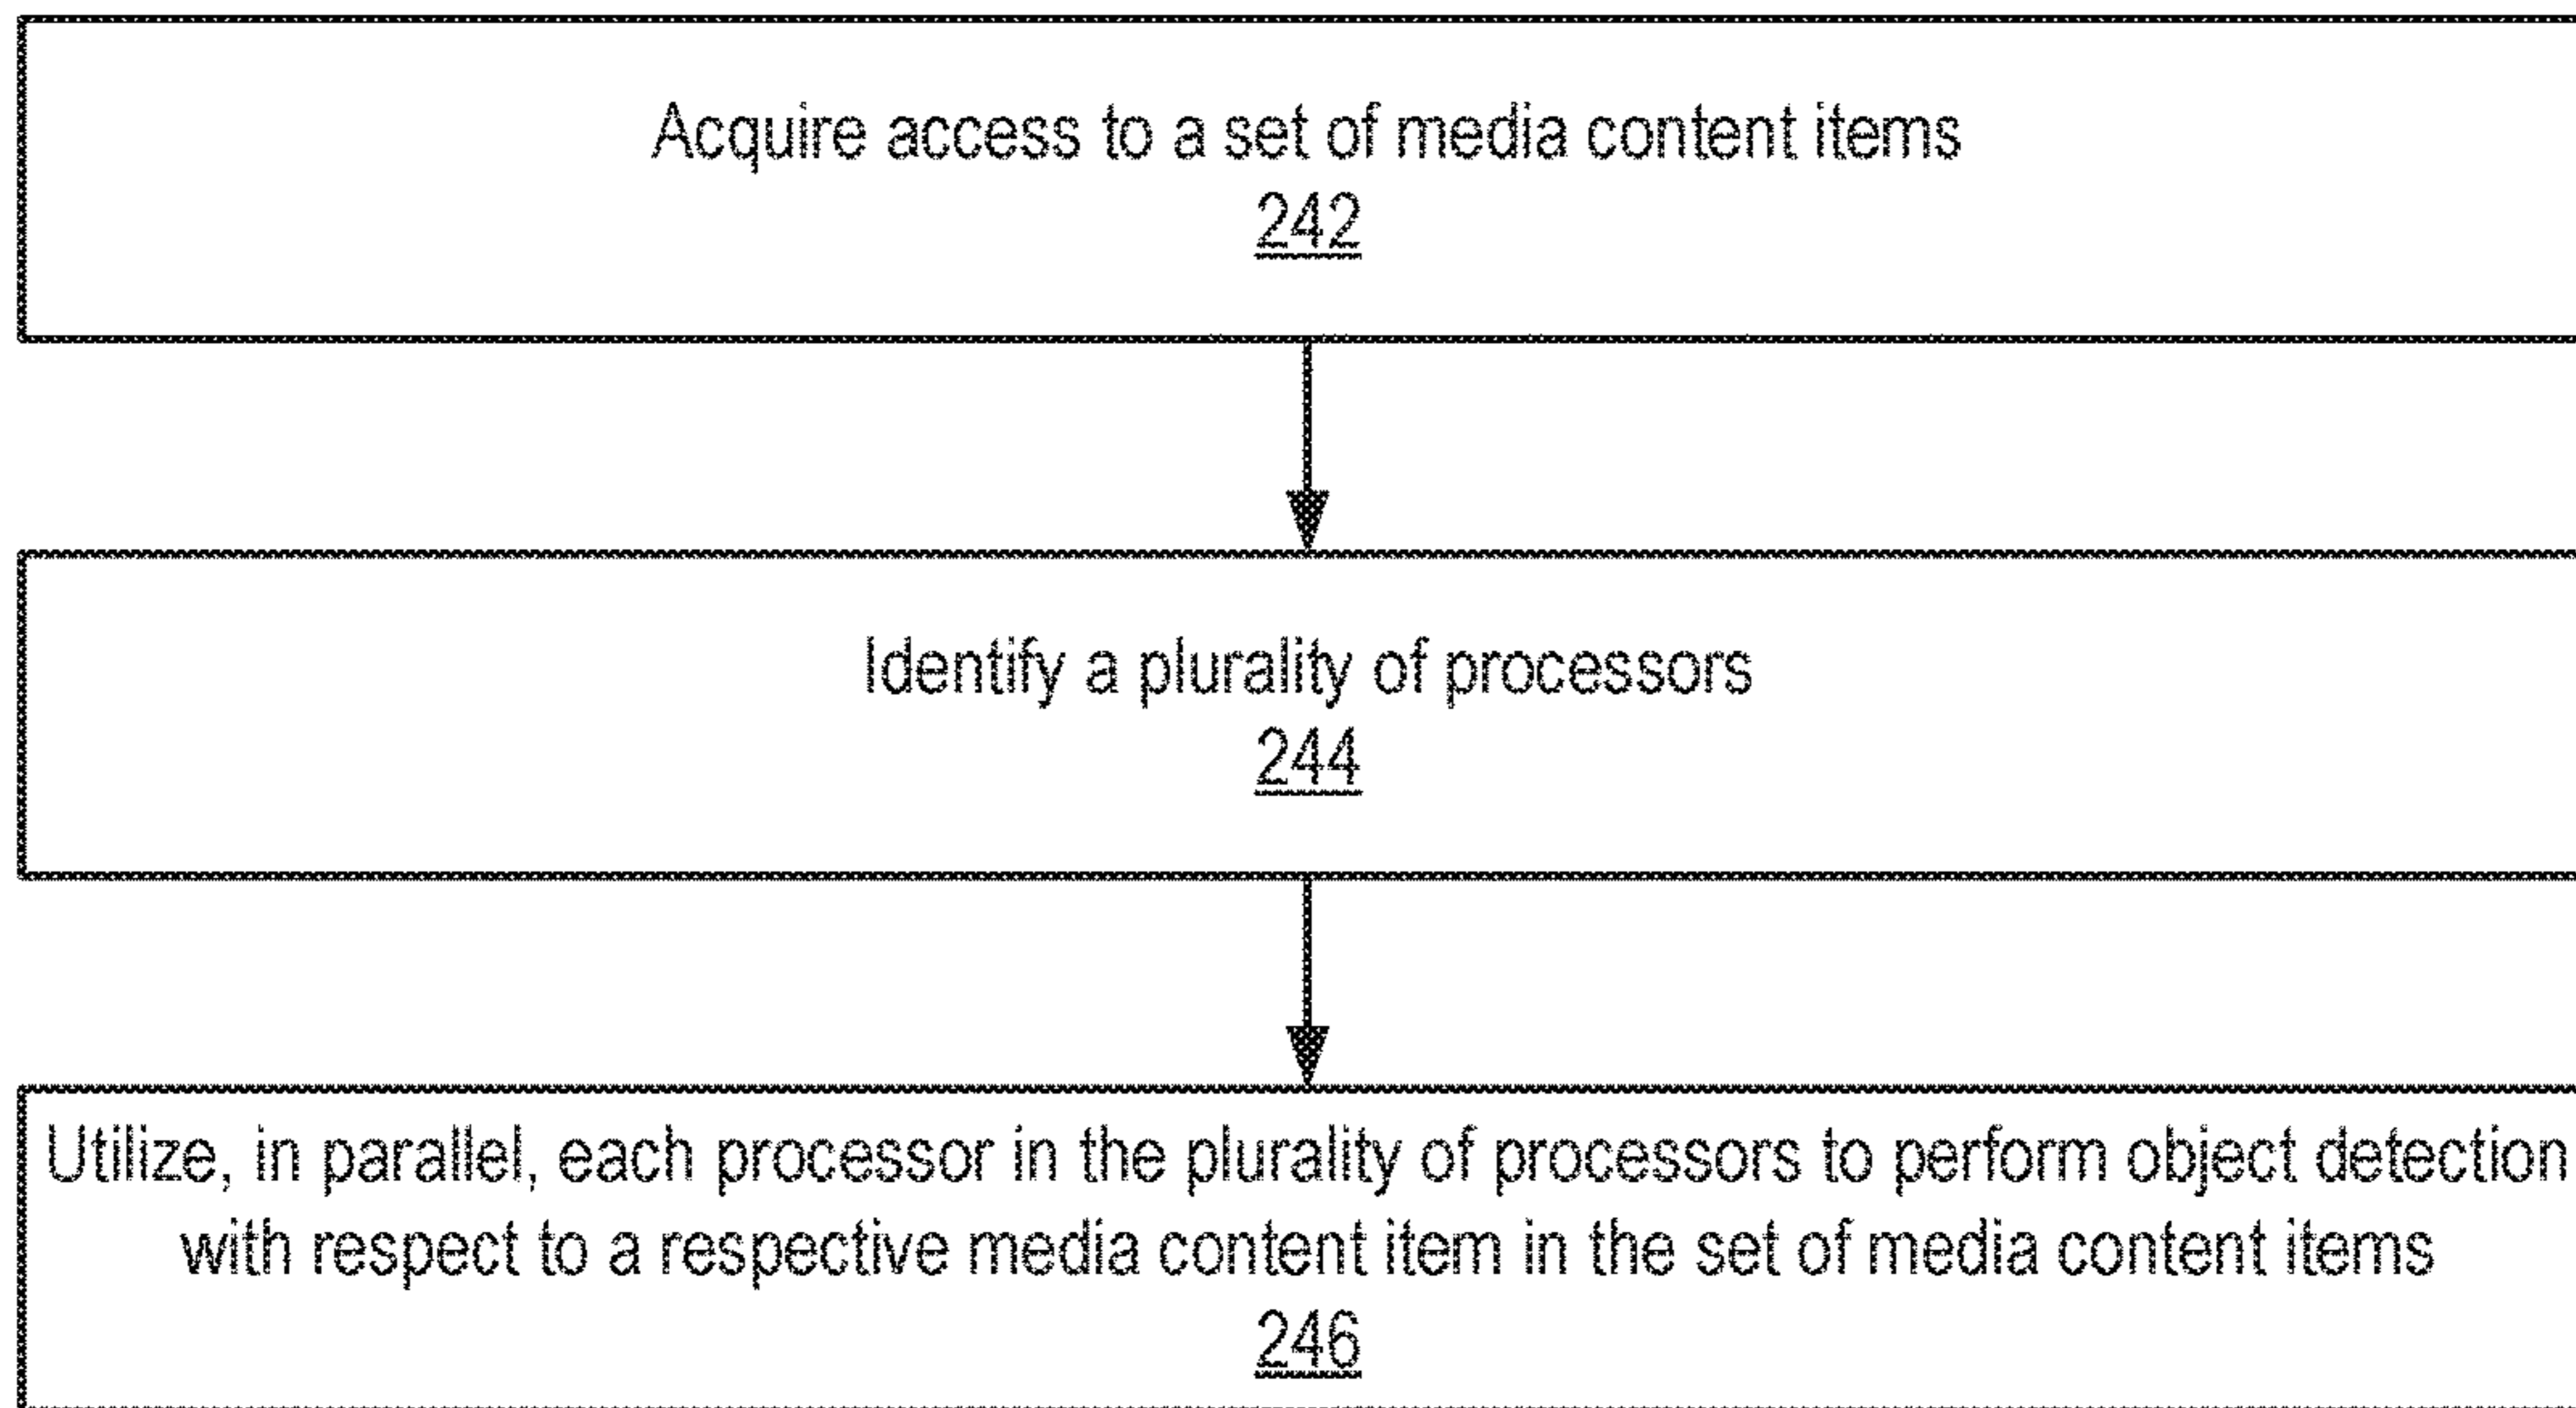 Acquire access to a set of media content items
242
Identify a plurality of processors
244
Utilize, in parallel, each processor in the plurality of processors to perform object detection
with respect to a respective media content item in the set of media content items
246